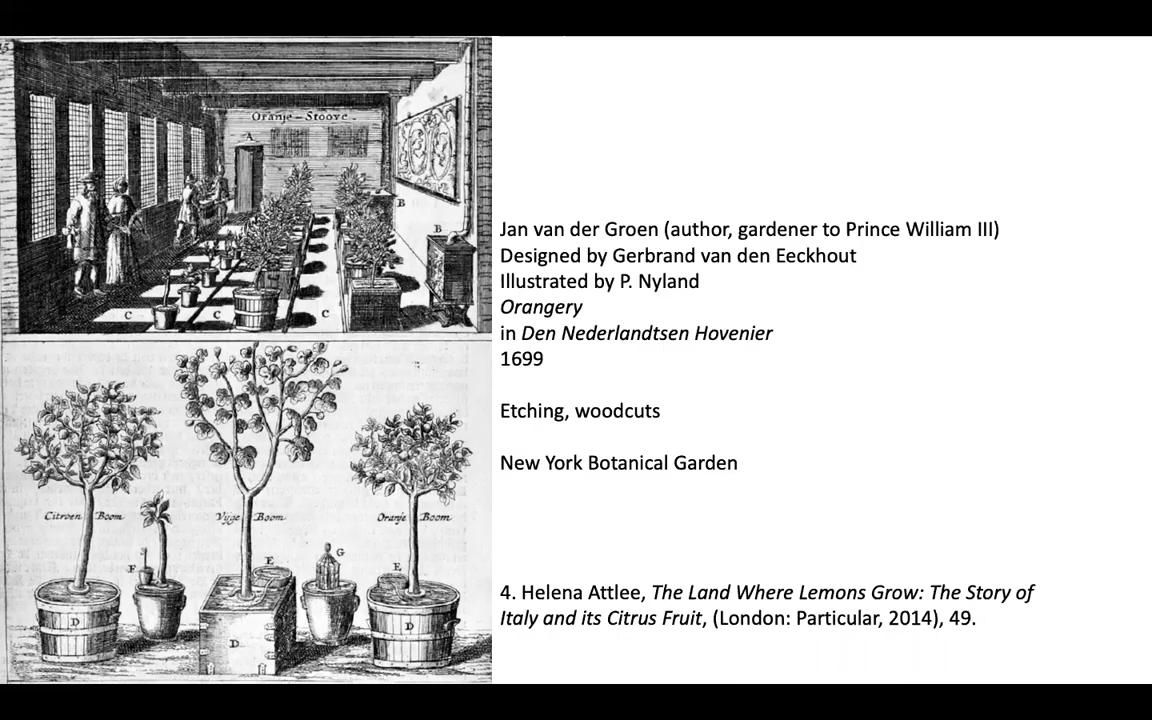 15
Oranje-Stoove.
A
B
B
C
C
C
Citroen Boom
Vijge Boom
Oranje Boom
F
E
G
E
D
D
D
Jan van der Groen (author, gardener to Prince William III)
Designed by Gerbrand van den Eeckhout
Illustrated by P. Nyland
Orangery
in Den Nederlandtsen Hovenier
1699
Etching, woodcuts
New York Botanical Garden
4. Helena Attlee, The Land Where Lemons Grow: The Story of
Italy and its Citrus Fruit, (London: Particular, 2014), 49.